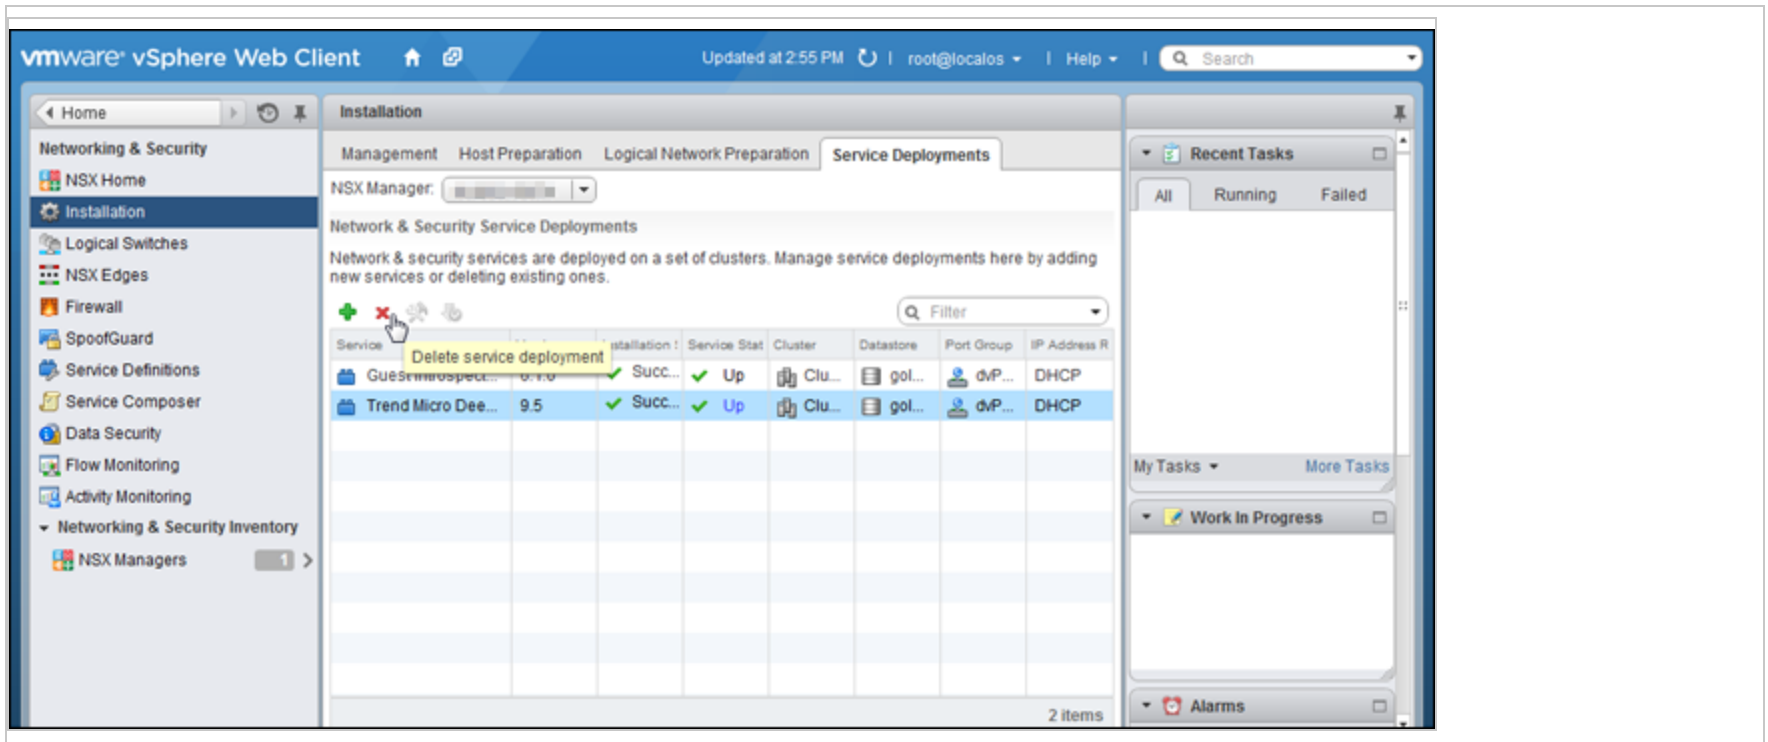 vmware® vSphere Web Client
Updated at 2:55 PM
root@localos
Help
Search
Home
Networking & Security
NSX Home
Installation
Logical Switches
NSX Edges
Firewall
SpoofGuard
Service Definitions
Service Composer
Data Security
Flow Monitoring
Activity Monitoring
Networking & Security Inventory
NSX Managers 1
Installation
Management Host Preparation Logical Network Preparation Service Deployments
NSX Manager:
Network & Security Service Deployments
Network & security services are deployed on a set of clusters. Manage service deployments here by adding
new services or deleting existing ones.
Filter
Service Service Stat Cluster Datastore Port Group IP Address R
Delete service deployment
Succ... Up Clu... gol... dvP... DHCP
Trend Micro Dee... 9.5 Succ... Up Clu... gol... dvP... DHCP
2 items
Recent Tasks
All Running Failed
My Tasks More Tasks
Work In Progress
Alarms